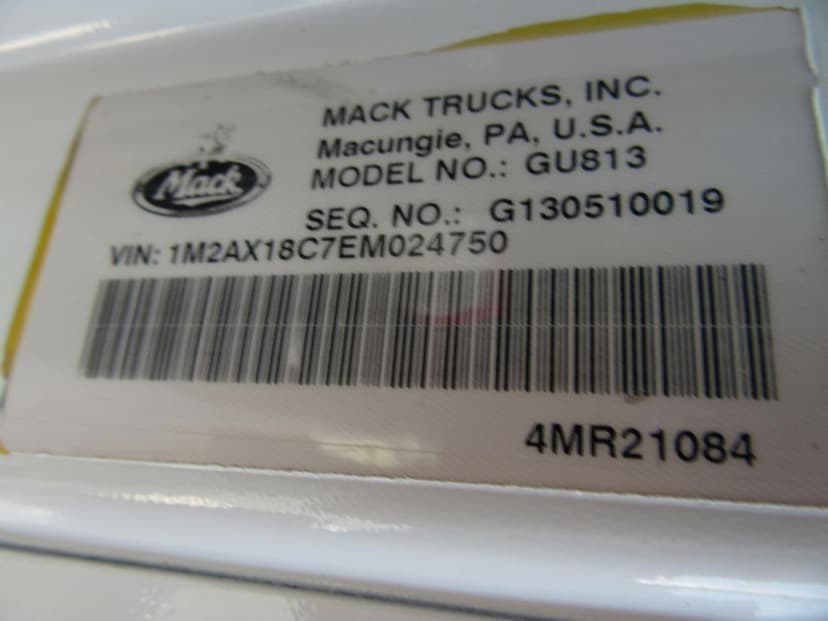 MACK TRUCKS, INC.
Macungie, PA, U.S.A.
MODEL NO.: GU813
SEQ. NO.: G130510019
Mack
VIN: 1M2AX18C7EM024750
4MR21084